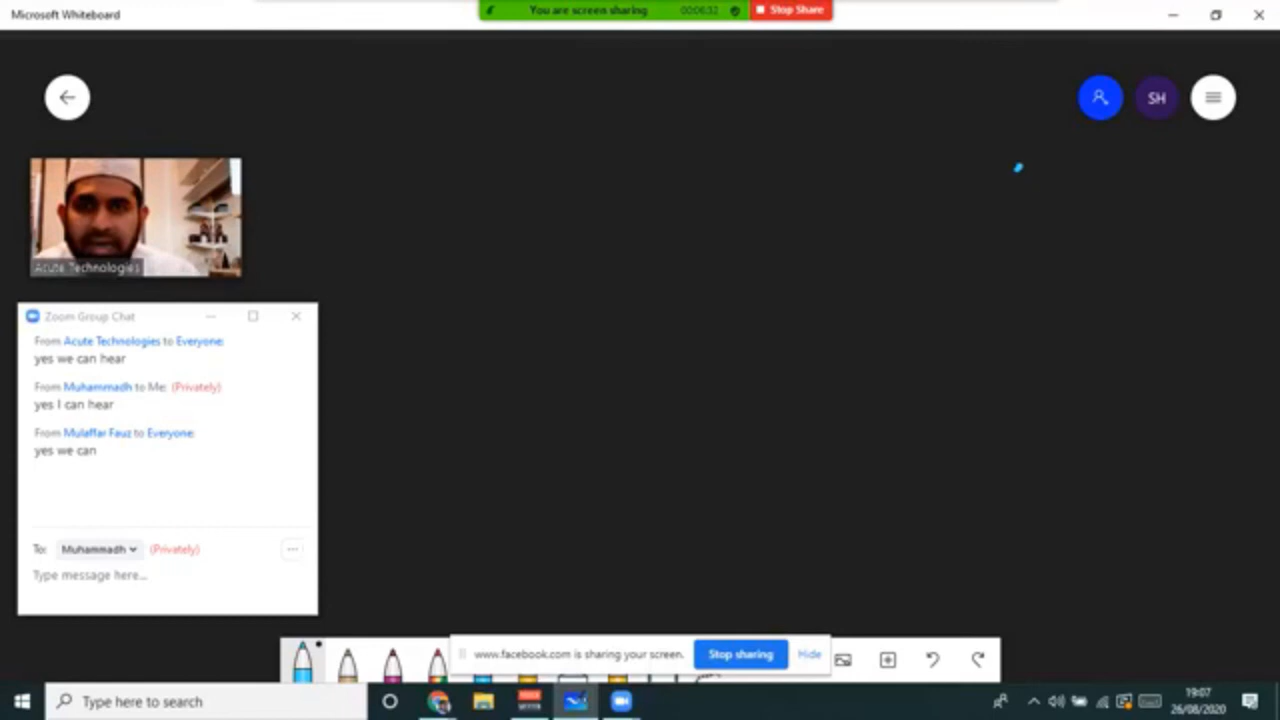 Microsoft Whiteboard
You are screen sharing
00:06:32
Stop Share
SH
Acute Technologies
Zoom Group Chat
From Acute Technologies to Everyone:
yes we can hear
From Muhammadh to Me: (Privately)
yes I can hear
From Mulaffar Fauz to Everyone:
yes we can
To: Muhammadh (Privately)
Type message here...
www.facebook.com is sharing your screen.
Stop sharing
Hide
Type here to search
19:07
26/08/2020